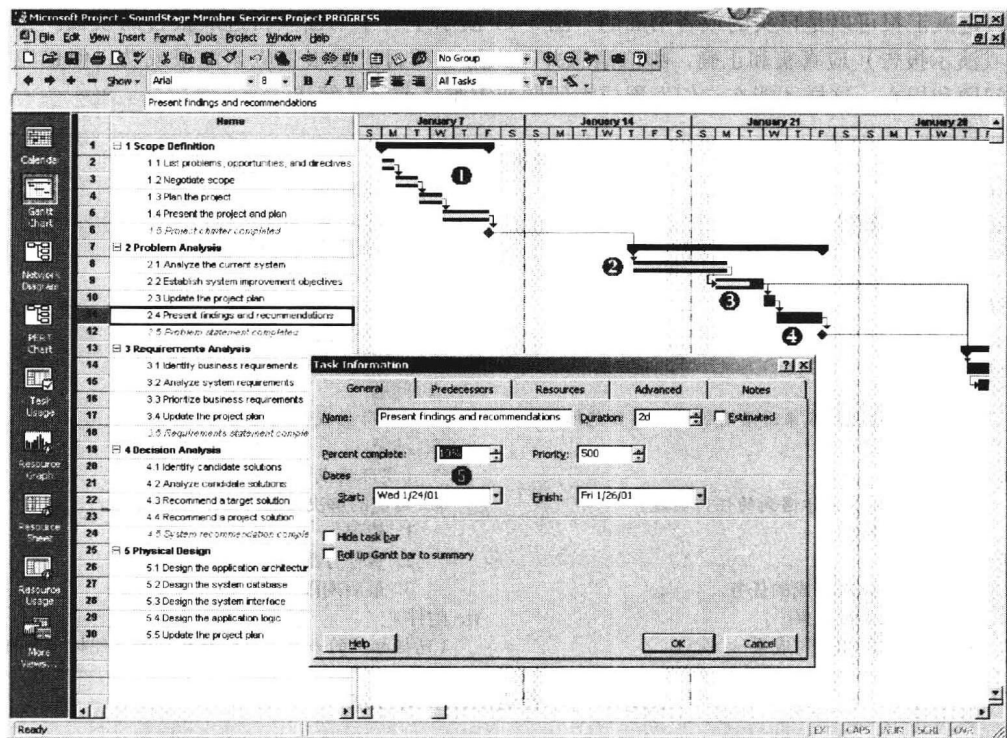 Microsoft Project - SoundStage Member Services Project PROGRESS
File Edit View Insert Format Tools Project Window Help
No Group
Show Arial 8 B I U All Tasks
Present findings and recommendations
Name
January 7 January 14 January 21 January 28
S M T W T F S S M T W T F S S M T W T F S S M T W T F
Calendar
Gantt Chart
Network Diagram
PERT Chart
Task Usage
Resource Graph
Resource Sheet
Resource Usage
More Views...
1 1 Scope Definition
2 1.1 List problems, opportunities, and directives
3 1.2 Negotiate scope
4 1.3 Plan the project
5 1.4 Present the project and plan
6 1.5 Project charter completed
7 2 Problem Analysis
8 2.1 Analyze the current system
9 2.2 Establish system improvement objectives
10 2.3 Update the project plan
11 2.4 Present findings and recommendations
12 2.5 Problem statement completed
13 3 Requirements Analysis
14 3.1 Identify business requirements
15 3.2 Analyze system requirements
16 3.3 Prioritize business requirements
17 3.4 Update the project plan
18 3.5 Requirements statement comple
19 4 Decision Analysis
20 4.1 Identify candidate solutions
21 4.2 Analyze candidate solutions
22 4.3 Recommend a target solution
23 4.4 Recommend a project solution
24 4.5 System recommendation comple
25 5 Physical Design
26 5.1 Design the application architectur
27 5.2 Design the system database
28 5.3 Design the system interface
29 5.4 Design the application logic
30 5.5 Update the project plan
1
2
3
4
Task Information
General Predecessors Resources Advanced Notes
Name: Present findings and recommendations Duration: 2d Estimated
Percent complete: Priority: 500
5
Dates
Start: Wed 1/24/01 Finish: Fri 1/26/01
Hide task bar
Roll up Gantt bar to summary
Help OK Cancel
Ready EXT CAPS NUM SCRL OVR